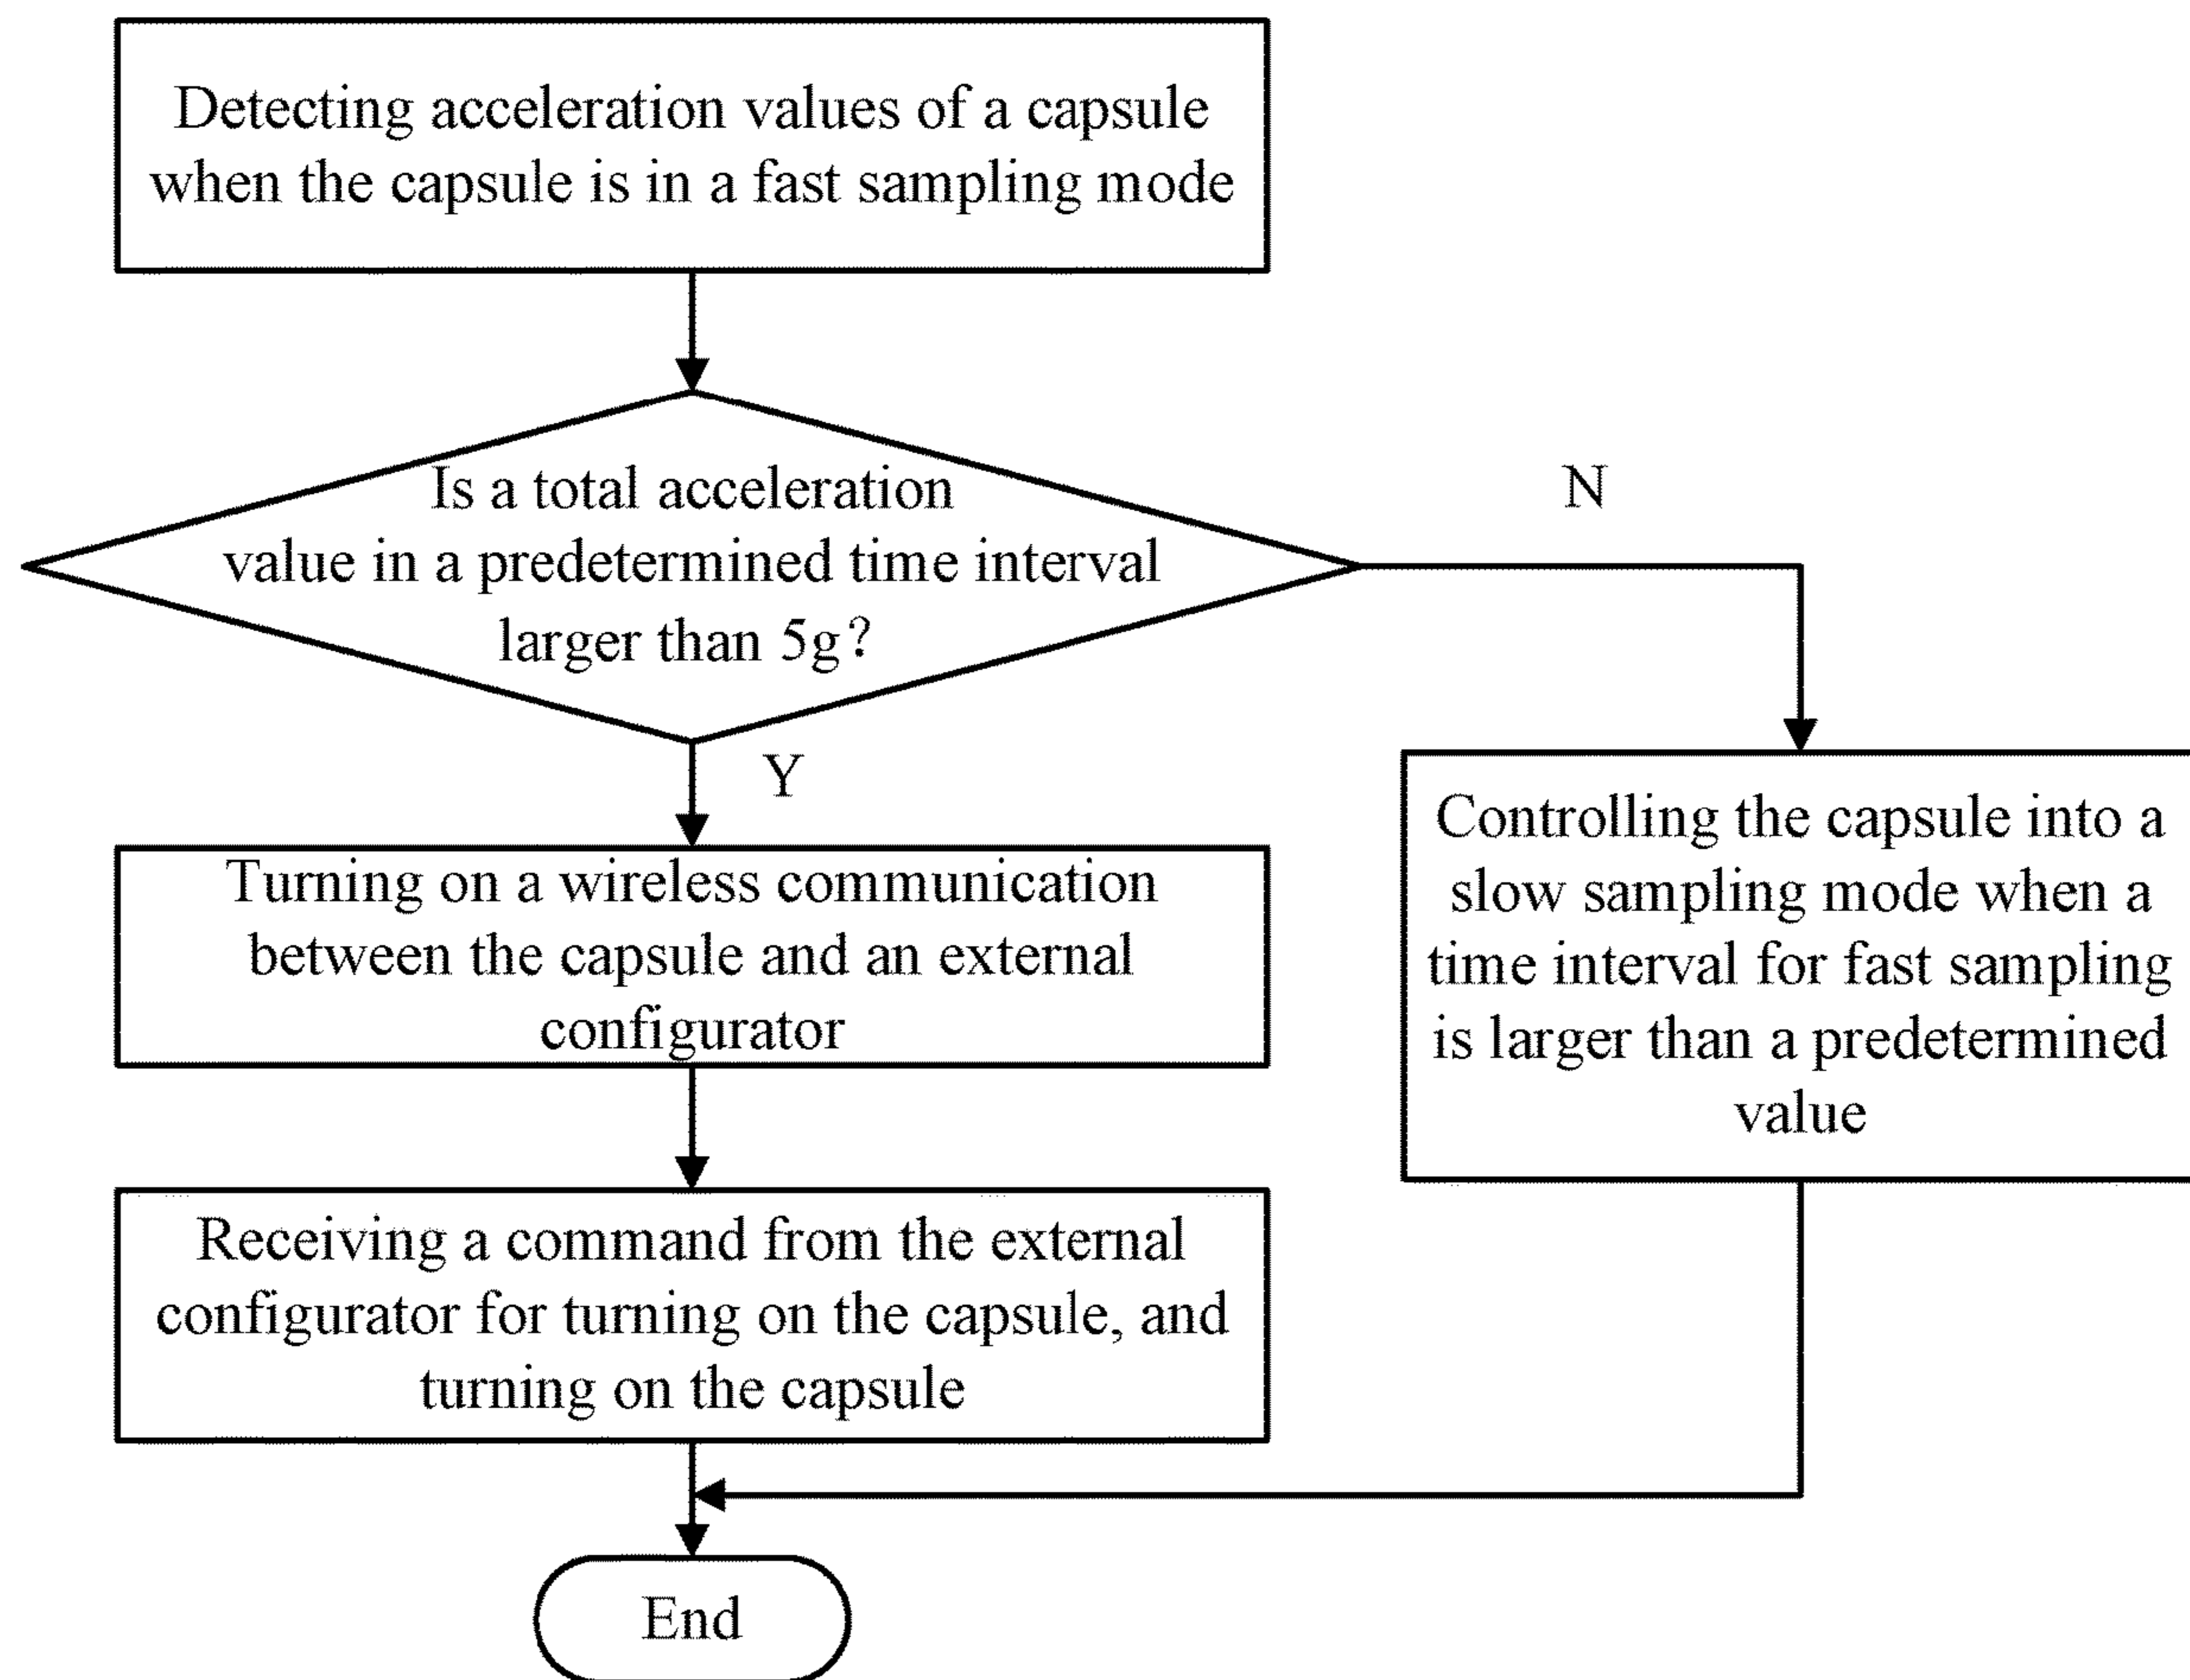 Detecting acceleration values of a capsule
when the capsule is in a fast sampling mode
Is a total acceleration
value in a predetermined time interval
larger than 5g?
N
Y
Turning on a wireless communication
between the capsule and an external
configurator
Controlling the capsule into a
slow sampling mode when a
time interval for fast sampling
is larger than a predetermined
value
Receiving a command from the external
configurator for turning on the capsule, and
turning on the capsule
End